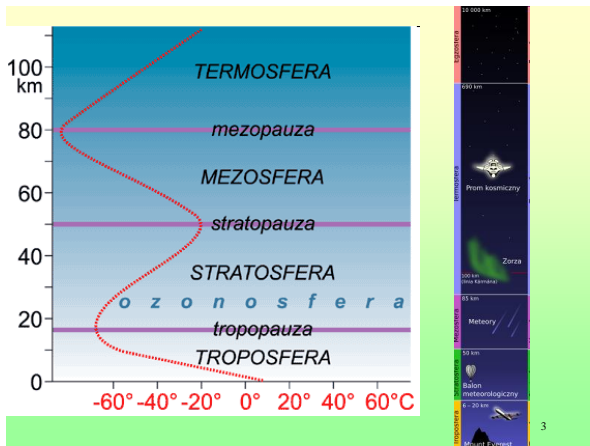 100
km
80
60
40
20
0
TERMOSFERA
mezopauza
MEZOSFERA
stratopauza
STRATOSFERA
o z o n o s f e r a
tropopauza
TROPOSFERA
-60° -40° -20° 0° 20° 40° 60°C
10 000 km
Egzosfera
690 km
Termosfera
Prom kosmiczny
Zorza
100 km
(linia Kármána)
85 km
Mezosfera
Meteory
50 km
Stratosfera
Balon
meteorologiczny
6 - 20 km
Troposfera
Mount Everest
3